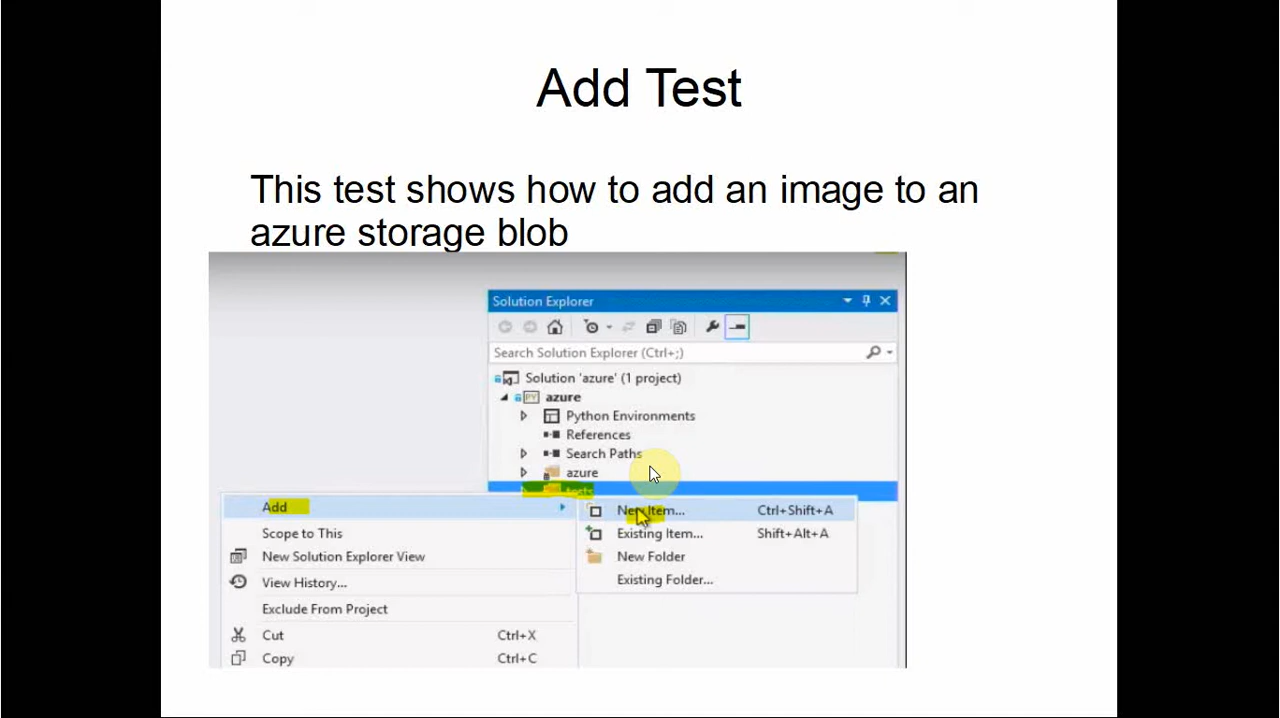 Add Test
This test shows how to add an image to an
azure storage blob
Solution Explorer
Search Solution Explorer (Ctrl+;)
Solution 'azure' (1 project)
azure
Python Environments
References
Search Paths
azure
tests
Add
New Item... Ctrl+Shift+A
Scope to This
Existing Item... Shift+Alt+A
New Solution Explorer View
New Folder
View History...
Existing Folder...
Exclude From Project
Cut Ctrl+X
Copy Ctrl+C